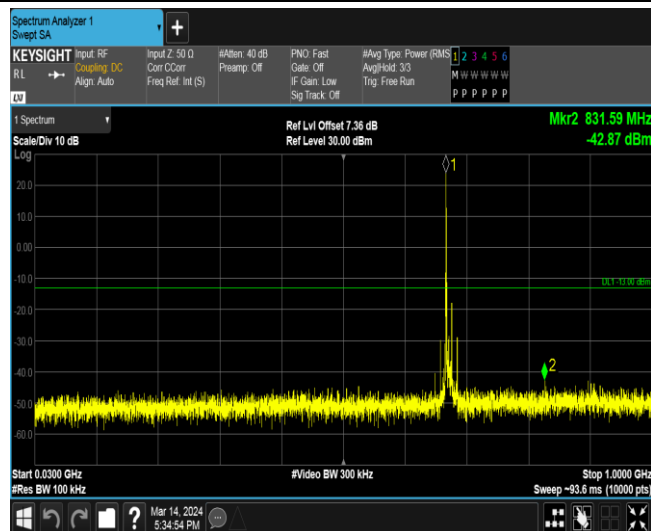 Spectrum Analyzer 1
Swept SA
+
KEYSIGHT
RL
LXI
Input: RF
Coupling: DC
Align: Auto
Input Z: 50 Ω
Corr CCorr
Freq Ref: Int (S)
#Atten: 40 dB
Preamp: Off
PNO: Fast
Gate: Off
IF Gain: Low
Sig Track: Off
#Avg Type: Power (RMS
Avg|Hold: 3/3
Trig: Free Run
1 2 3 4 5 6
M W W W W W
P P P P P P
1 Spectrum
Scale/Div 10 dB
Log
Ref Lvl Offset 7.36 dB
Ref Level 30.00 dBm
Mkr2 831.59 MHz
-42.87 dBm
1
20.0
10.0
0.00
-10.0
DL1 -13.00 dBm
-20.0
-30.0
2
-40.0
-50.0
-60.0
Start 0.0300 GHz
#Res BW 100 kHz
#Video BW 300 kHz
Stop 1.0000 GHz
Sweep ~93.6 ms (10000 pts)
?
Mar 14, 2024
5:34:54 PM